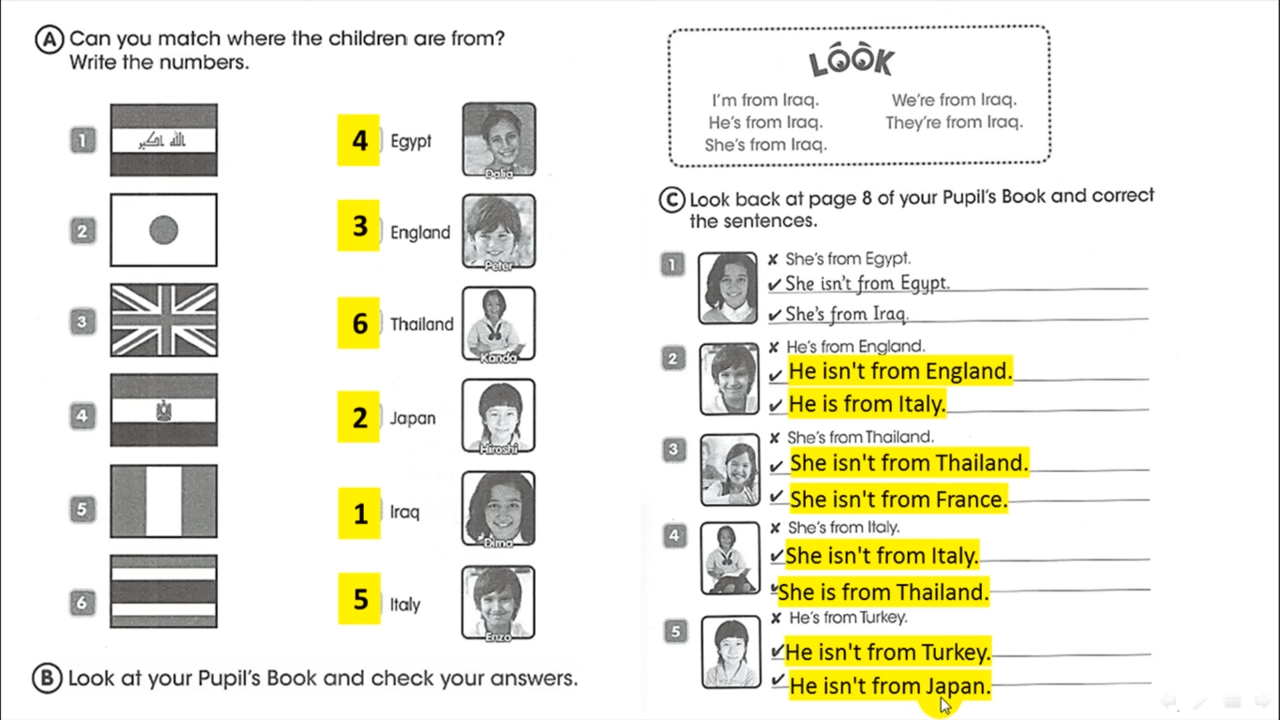 A Can you match where the children are from?
Write the numbers.
1 الله اكبر
4 Egypt
Dalia
2
3 England
Peter
3
6 Thailand
Kanda
4
2 Japan
Hiroshi
5
1 Iraq
Dima
6
5 Italy
Enzo
B Look at your Pupil's Book and check your answers.
LOOK
I'm from Iraq. We're from Iraq.
He's from Iraq. They're from Iraq.
She's from Iraq.
C Look back at page 8 of your Pupil's Book and correct
the sentences.
1 ✘ She's from Egypt.
✔ She isn't from Egypt.
✔ She's from Iraq.
2 ✘ He's from England.
✔ He isn't from England.
✔ He is from Italy.
3 ✘ She's from Thailand.
✔ She isn't from Thailand.
✔ She isn't from France.
4 ✘ She's from Italy.
✔ She isn't from Italy.
✔ She is from Thailand.
5 ✘ He's from Turkey.
✔ He isn't from Turkey.
✔ He isn't from Japan.